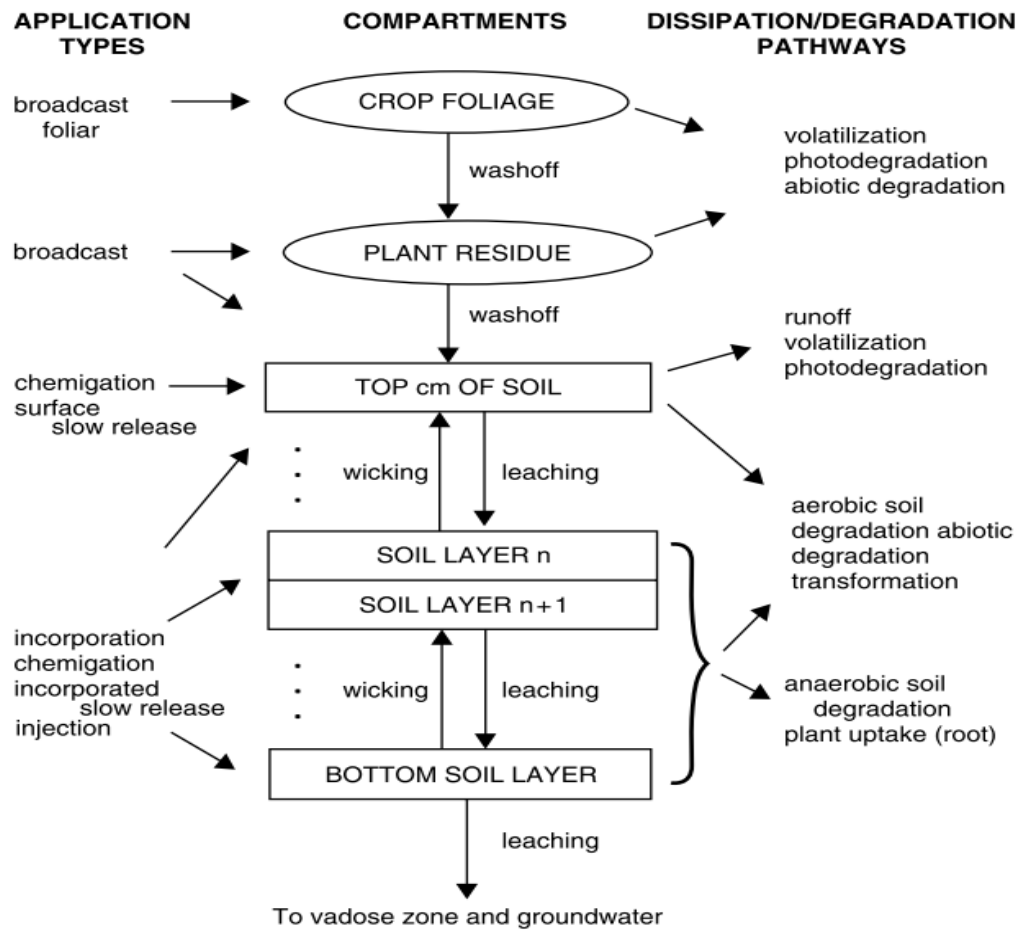 APPLICATION
TYPES
COMPARTMENTS
DISSIPATION/DEGRADATION
PATHWAYS
broadcast
foliar
CROP FOLIAGE
volatilization
photodegradation
abiotic degradation
washoff
broadcast
PLANT RESIDUE
washoff
runoff
volatilization
photodegradation
chemigation
surface
slow release
TOP cm OF SOIL
wicking
leaching
aerobic soil
degradation abiotic
degradation
transformation
SOIL LAYER n
SOIL LAYER n+1
incorporation
chemigation
incorporated
slow release
injection
wicking
leaching
anaerobic soil
degradation
plant uptake (root)
BOTTOM SOIL LAYER
leaching
To vadose zone and groundwater